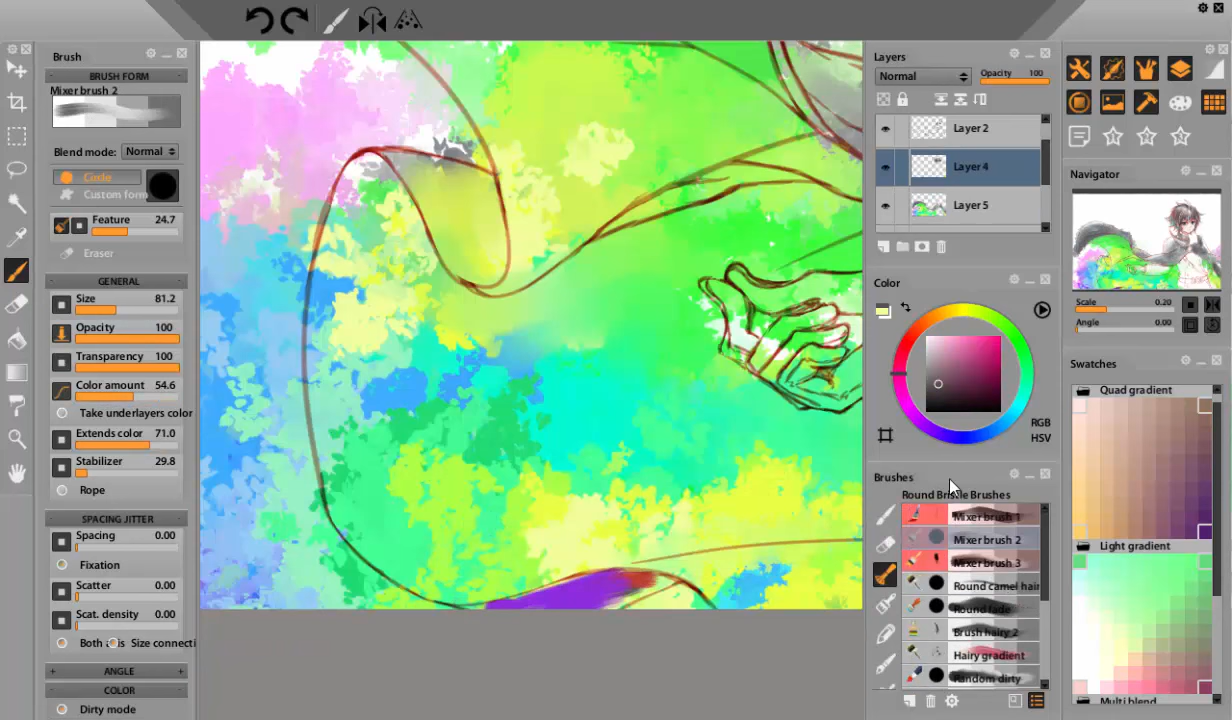 Brush
BRUSH FORM
Mixer brush 2
Blend mode: Normal
Circle
Custom form
Feature 24.7
Eraser
GENERAL
Size 81.2
Opacity 100
Transparency 100
Color amount 54.6
Take underlayers color
Extends color 71.0
Stabilizer 29.8
Rope
SPACING JITTER
Spacing 0.00
Fixation
Scatter 0.00
Scat. density 0.00
Size connecti
ANGLE
COLOR
Dirty mode
Layers
Normal Opacity 100
Layer 2
Layer 4
Layer 5
Color
RGB
HSV
Brushes
Round Bristle Brushes
Mixer brush 1
Mixer brush 2
Mixer brush 3
Round camel hair
Round fade
Brush hairy 2
Hairy gradient
Random dirty
Navigator
Scale 0.20
Angle 0.00
Swatches
Quad gradient
Light gradient
Multi blend